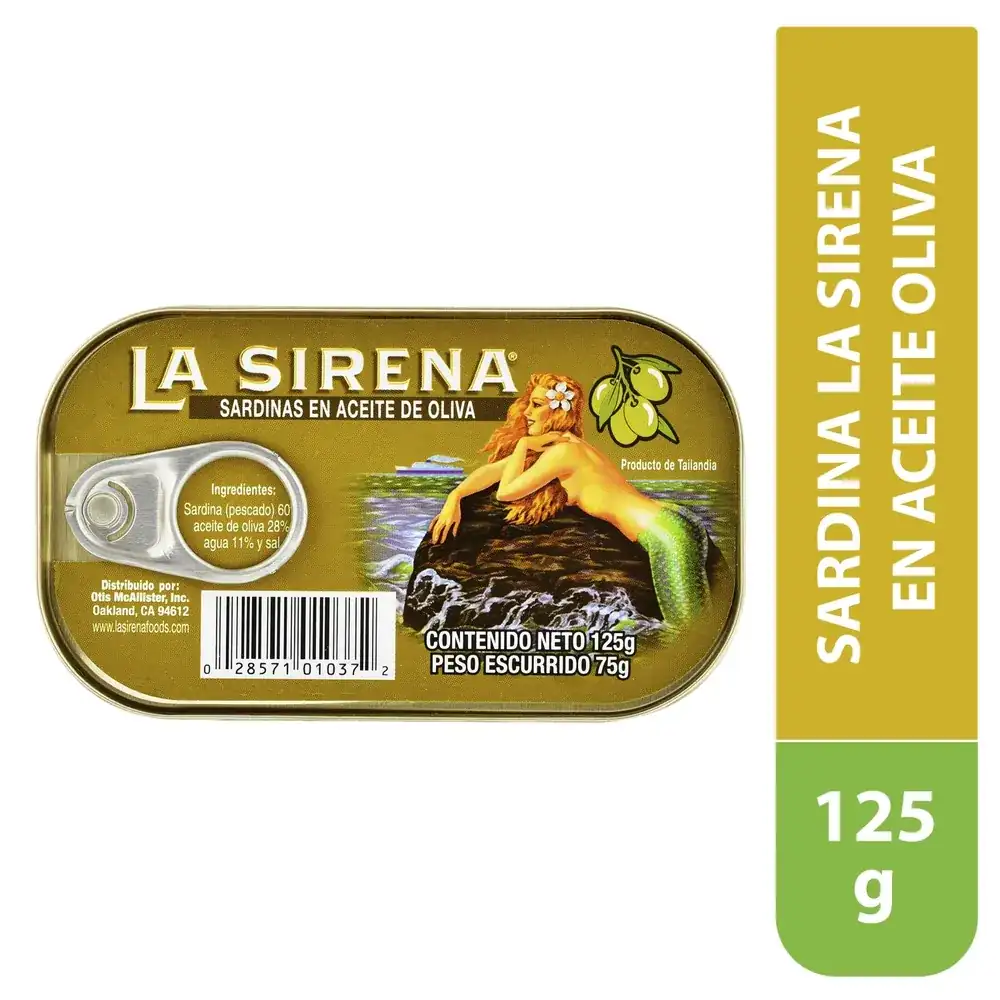 LA SIRENA®
SARDINAS EN ACEITE DE OLIVA
Producto de Tailandia
Ingredientes:
Sardina (pescado) 60
aceite de oliva 28%
agua 11% y sal
Distribuido por:
Otis McAllister, Inc.
Oakland, CA 94612
www.lasirenafoods.com
0 28571 01037 2
CONTENIDO NETO 125g
PESO ESCURRIDO 75g
SARDINA LA SIRENA
EN ACEITE OLIVA
125
g